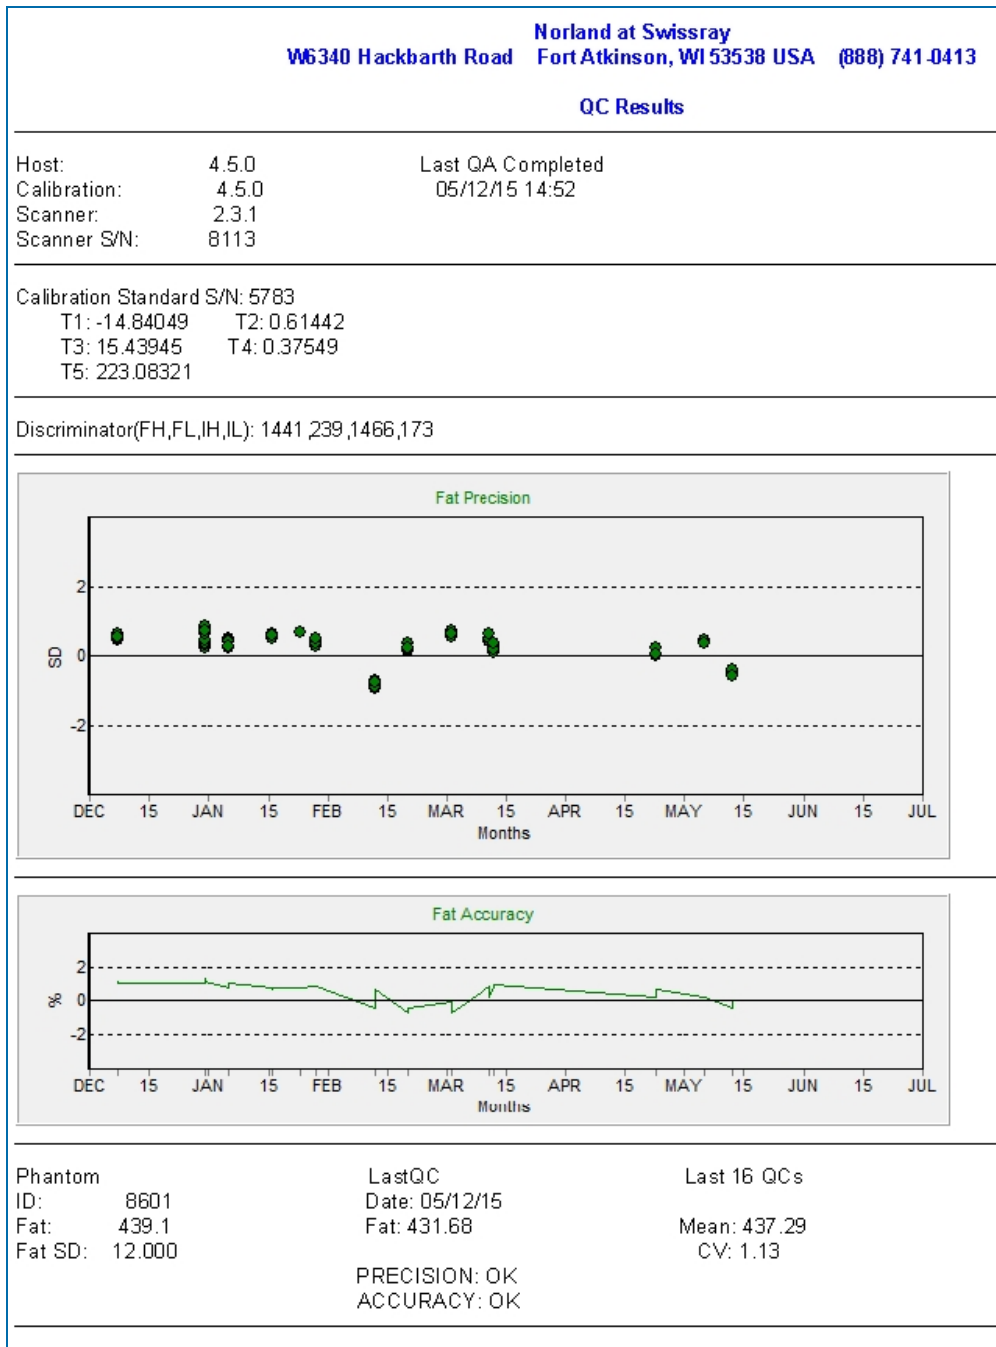 Norland at Swissray
W6340 Hackbarth Road Fort Atkinson, WI 53538 USA (888) 741-0413
QC Results
Host: 4.5.0 Last QA Completed
Calibration: 4.5.0 05/12/15 14:52
Scanner: 2.3.1
Scanner S/N: 8113
Calibration Standard S/N: 5783
T1: -14.84049 T2: 0.61442
T3: 15.43945 T4: 0.37549
T5: 223.08321
Discriminator(FH,FL,IH,IL): 1441,239,1466,173
Fat Precision
2
SD 0
-2
DEC 15 JAN 15 FEB 15 MAR 15 APR 15 MAY 15 JUN 15 JUL
Months
Fat Accuracy
2
% 0
-2
DEC 15 JAN 15 FEB 15 MAR 15 APR 15 MAY 15 JUN 15 JUL
Months
Phantom LastQC Last 16 QCs
ID: 8601 Date: 05/12/15
Fat: 439.1 Fat: 431.68 Mean: 437.29
Fat SD: 12.000 CV: 1.13
PRECISION: OK
ACCURACY: OK